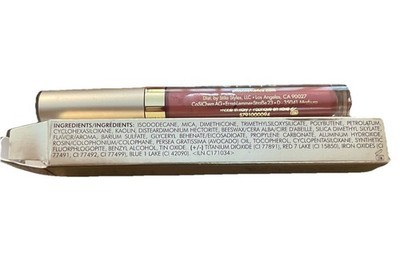 Dist. by Stila Styles, LLC • Los Angeles, CA 90027
INGREDIENTS/INGRÉDIENTS: ISODODECANE, MICA, DIMETHICONE, TRIMETHYLSILOXYSILICATE, POLYBUTENE, PETROLATUM,
CYCLOHEXASILOXANE, KAOLIN, DISTEARDIMONIUM HECTORITE, BEESWAX/CERA ALBA/CIRE DABEILLE, SILICA DIMETHYL SILYLATE,
FLAVOR/AROMA, BARIUM SULFATE, GLYCERYL BEHENATE/EICOSADIOATE, PROPYLENE CARBONATE, ALUMINUM HYDROXIDE,
ROSIN/COLOPHONIUM/COLOPHANE, PERSEA GRATISSIMA (AVOCADO) OIL, TOCOPHEROL, CYCLOPENTASILOXANE, SYNTHETIC
FLUORPHLOGOPITE, BENZYL ALCOHOL, TIN OXIDE. [+/-) TITANIUM DIOXIDE (CI 77891), RED 7 LAKE (CI 15850), IRON OXIDES (CI
77491, CI 77492, CI 77499), BLUE 1 LAKE (CI 42090). <ILN C171034>